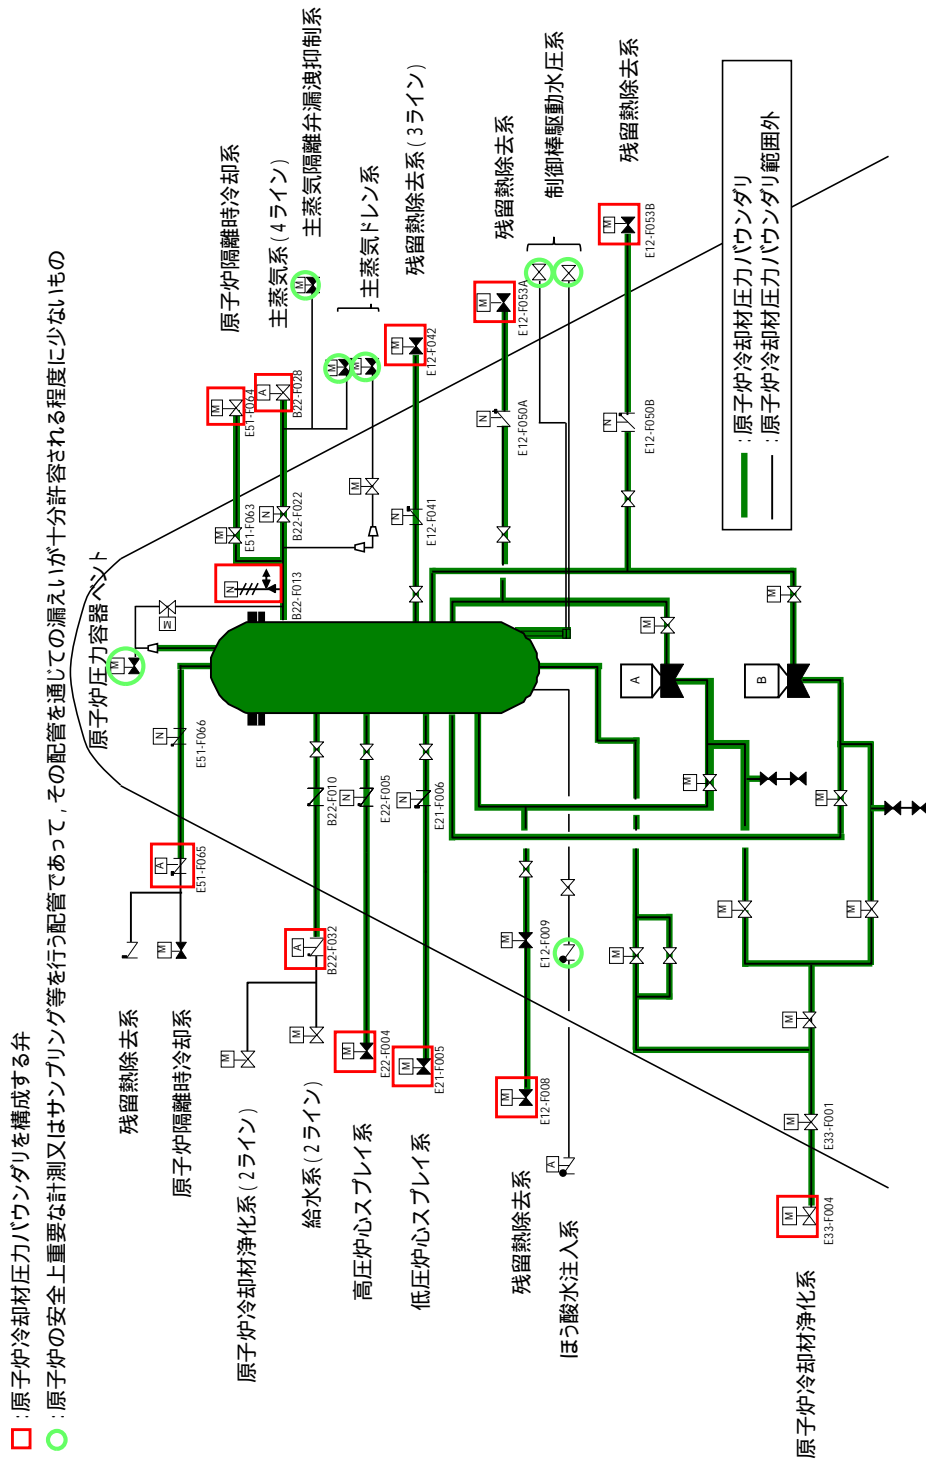 □:原子炉冷却材圧力バウンダリを構成する弁
○:原子炉の安全上重要な計測又はサンプリング等を行う配管であって,その配管を通じての漏えいが十分許容される程度に少ないもの
原子炉圧力容器ベント
原子炉隔離時冷却系
主蒸気系(4ライン)
主蒸気隔離弁漏洩抑制系
主蒸気ドレン系
残留熱除去系(3ライン)
残留熱除去系
制御棒駆動水圧系
残留熱除去系
M
E51-F064
A
B22-F028
M
M
M
M
E12-F042
M
E12-F053A
M
E12-F053B
M
E51-F063
N
B22-F022
M
N
E12-F041
N
E12-F050A
N
E12-F050B
N
B22-F013
M
M
M
M
A
B
:原子炉冷却材圧力バウンダリ
:原子炉冷却材圧力バウンダリ範囲外
N
E51-F066
A
E51-F065
M
B22-F010
N
E22-F005
N
E21-F006
M
M
A
B22-F032
M
M
M
E22-F004
M
E21-F005
M
E12-F009
M
E12-F008
A
M
M
M
M
M
E33-F001
M
E33-F004
残留熱除去系
原子炉隔離時冷却系
原子炉冷却材浄化系(2ライン)
給水系(2ライン)
高圧炉心スプレイ系
低圧炉心スプレイ系
残留熱除去系
ほう酸水注入系
原子炉冷却材浄化系